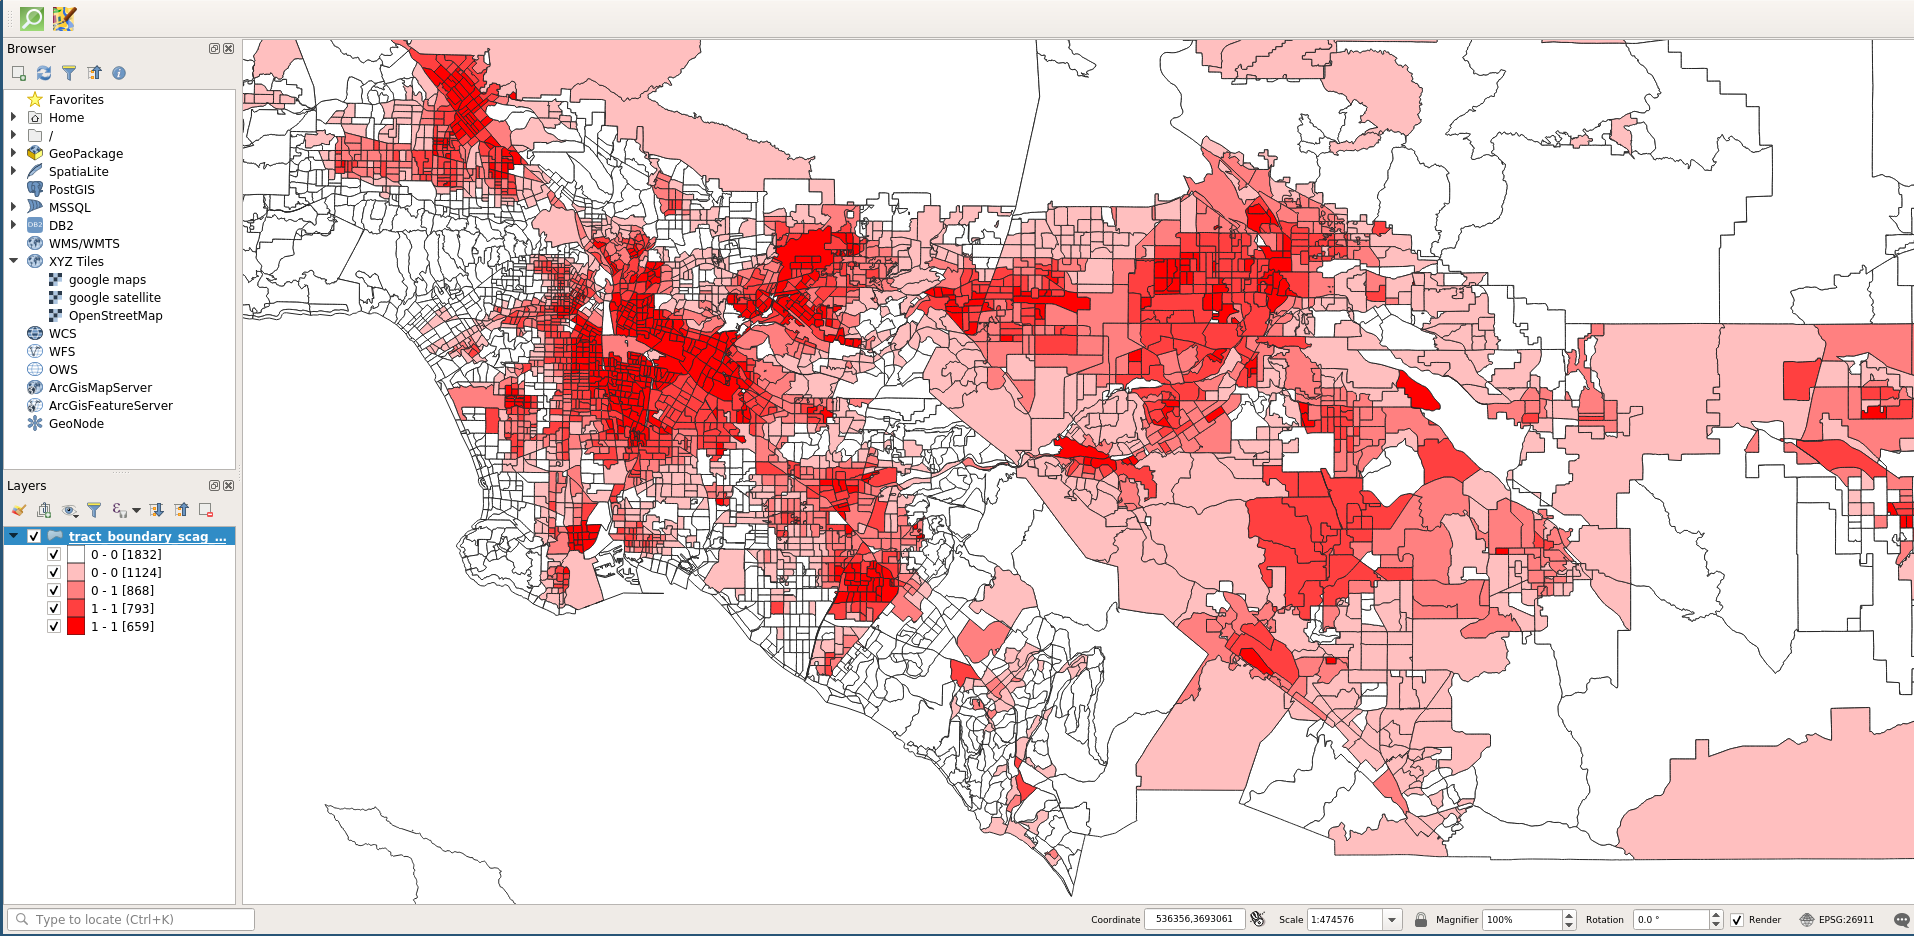 Browser
Favorites
Home
/
GeoPackage
SpatiaLite
PostGIS
MSSQL
DB2
DB2
WMS/WMTS
XYZ Tiles
google maps
google satellite
OpenStreetMap
WCS
WFS
OWS
ArcGisMapServer
ArcGisFeatureServer
GeoNode
Layers
tract_boundary_scag_...
0 - 0 [1832]
0 - 0 [1124]
0 - 1 [868]
1 - 1 [793]
1 - 1 [659]
Type to locate (Ctrl+K)
Coordinate 536356,3693061 Scale 1:474576 Magnifier 100% Rotation 0.0 ° Render EPSG:26911